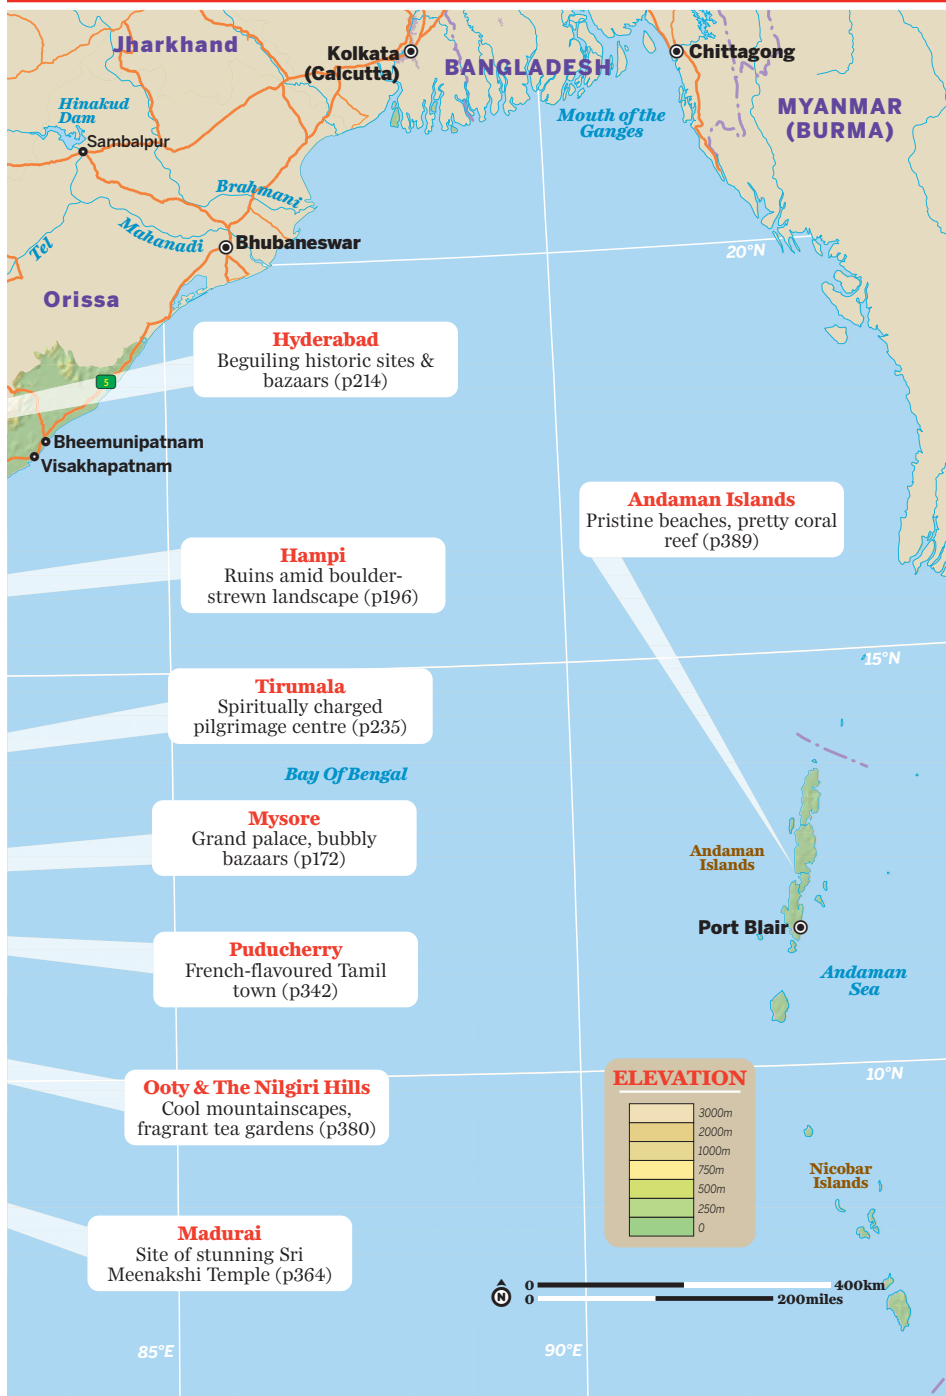 Jharkhand
Kolkata
(Calcutta)
BANGLADESH
Chittagong
MYANMAR
(BURMA)
Hinakud
Dam
Sambalpur
Mouth of the
Ganges
Brahmani
Mahanadi
Tel
Bhubaneswar
20°N
Orissa
Hyderabad
Beguiling historic sites &
bazaars (p214)
5
Bheemunipatnam
Visakhapatnam
Andaman Islands
Pristine beaches, pretty coral
reef (p389)
Hampi
Ruins amid boulder-
strewn landscape (p196)
15°N
Tirumala
Spiritually charged
pilgrimage centre (p235)
Bay Of Bengal
Mysore
Grand palace, bubbly
bazaars (p172)
Andaman
Islands
Port Blair
Puducherry
French-flavoured Tamil
town (p342)
Andaman
Sea
Ooty & The Nilgiri Hills
Cool mountainscapes,
fragrant tea gardens (p380)
10°N
ELEVATION
3000m
2000m
1000m
750m
500m
250m
0
Nicobar
Islands
Madurai
Site of stunning Sri
Meenakshi Temple (p364)
N
0 400km
0 200miles
85°E
90°E